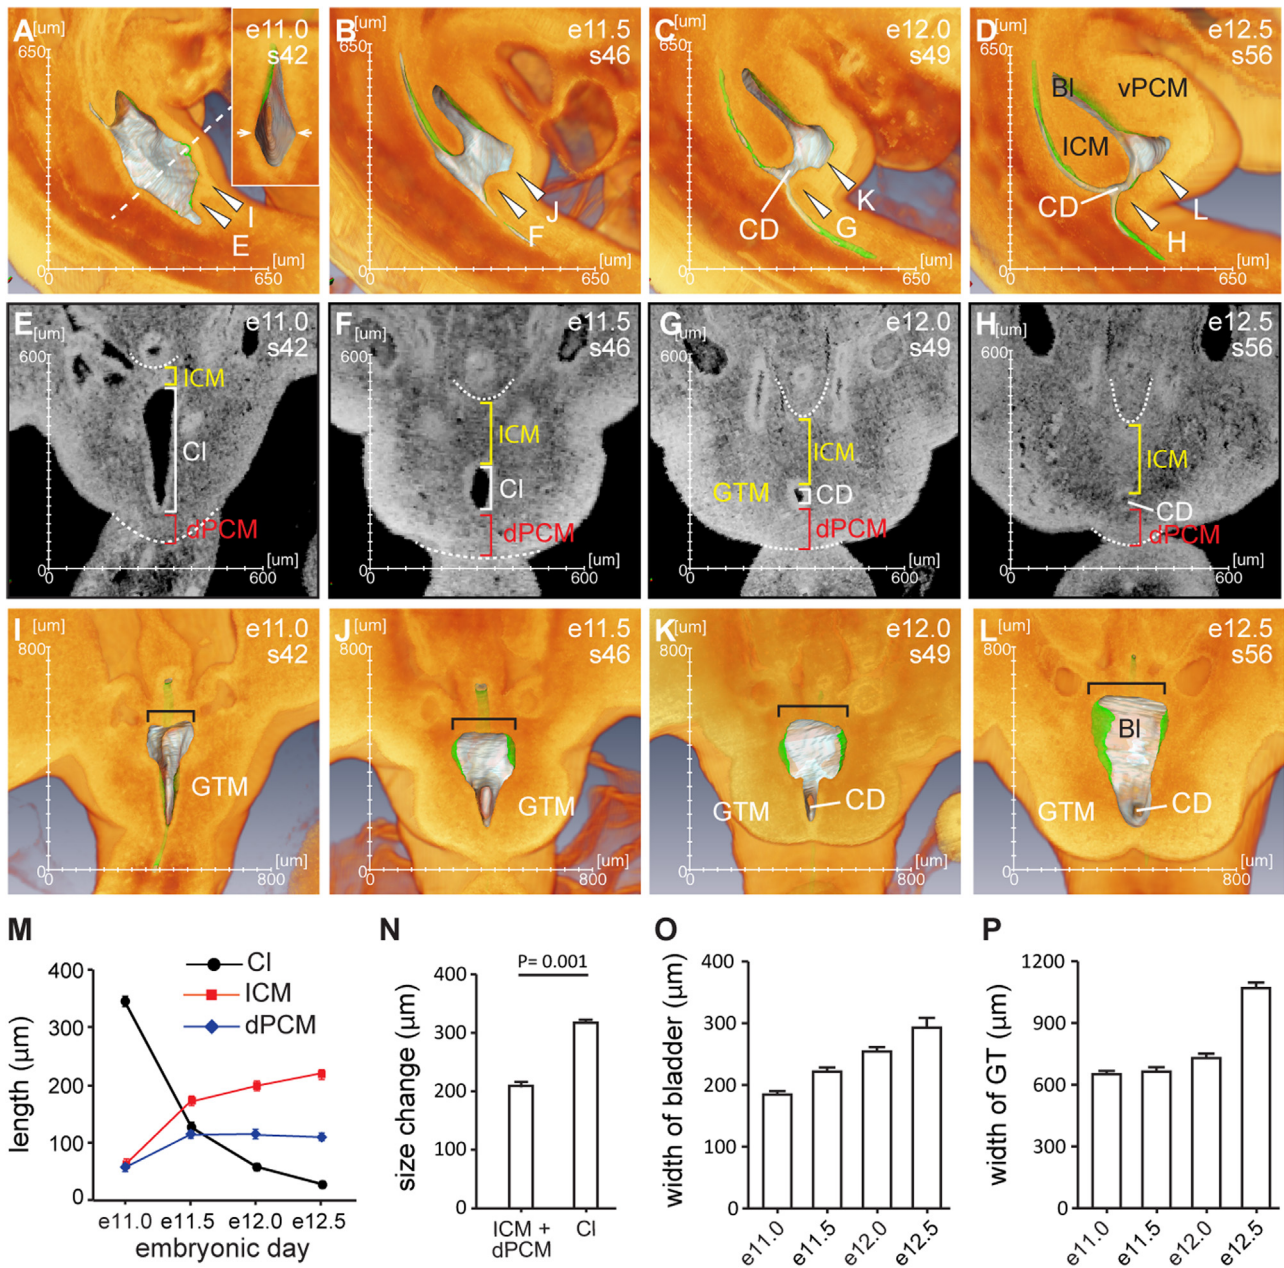 A
[um]
650
e11.0
s42
I
E
0
650
[um]
B
[um]
650
e11.5
s46
J
F
0
650
[um]
C
[um]
650
e12.0
s49
K
CD
G
0
650
[um]
D
[um]
650
e12.5
s56
Bl
vPCM
ICM
CD
L
H
0
650
[um]
E
[um]
600
e11.0
s42
ICM
Cl
dPCM
0
600
[um]
F
[um]
600
e11.5
s46
ICM
Cl
dPCM
0
600
[um]
G
[um]
600
e12.0
s49
ICM
GTM
CD
dPCM
0
600
[um]
H
[um]
600
e12.5
s56
ICM
CD
dPCM
0
600
[um]
I
[um]
800
e11.0
s42
GTM
0
800
[um]
J
[um]
800
e11.5
s46
GTM
0
800
[um]
K
[um]
800
e12.0
s49
GTM
CD
0
800
[um]
L
[um]
800
e12.5
s56
Bl
GTM
CD
0
800
[um]
M
Cl
ICM
dPCM
length (µm)
400
300
200
100
0
e11.0 e11.5 e12.0 e12.5
embryonic day
N
P= 0.001
size change (µm)
400
300
200
100
0
ICM + dPCM
Cl
O
width of bladder (µm)
400
300
200
100
0
e11.0 e11.5 e12.0 e12.5
P
width of GT (µm)
1200
900
600
300
0
e11.0 e11.5 e12.0 e12.5